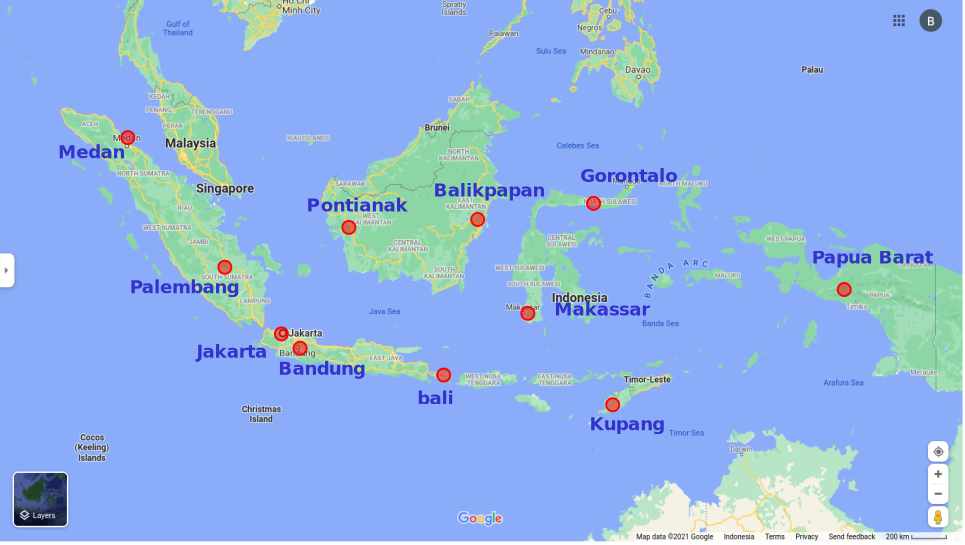 Ho Chi
Minh City
Spratly
Islands
Cebu
B
Gulf of
Thailand
Negros
Palawan
Sulu Sea
Mindanao
Davao
Palau
KEDAH
PENANG
TERENGGANU
SABAH
ACEH
PERAK
Medan
Malaysia
RIAU ISLANDS
Brunei
Celebes Sea
Medan
NORTH
KALIMANTAN
NORTH SUMATRA
Singapore
SARAWAK
Balikpapan
Gorontalo
NORTH MALUKU
Pontianak
EAST
KALIMANTAN
NORTH SULAWESI
RIAU
WEST
KALIMANTAN
WEST SUMATRA
JAMBI
CENTRAL
KALIMANTAN
CENTRAL
SULAWESI
WEST PAPUA
Papua Barat
BANDA ARC
SOUTH SUMATRA
SOUTH
KALIMANTAN
WEST SULAWESI
SOUTH SULAWESI
MALUKU
Palembang
PAPUA
LAMPUNG
Indonesia
Makassar
Timika
Java Sea
Banda Sea
Jakarta
Jakarta
Bandung
EAST JAVA
Bandung
WEST NUSA
TENGGARA
EAST NUSA
TENGGARA
Timor-Leste
Merauke
Arafura Sea
bali
Christmas
Island
Kupang
Timor Sea
Cocos
(Keeling)
Islands
Darwin
Layers
Google
Map data ©2021 Google Indonesia Terms Privacy Send feedback 200 km